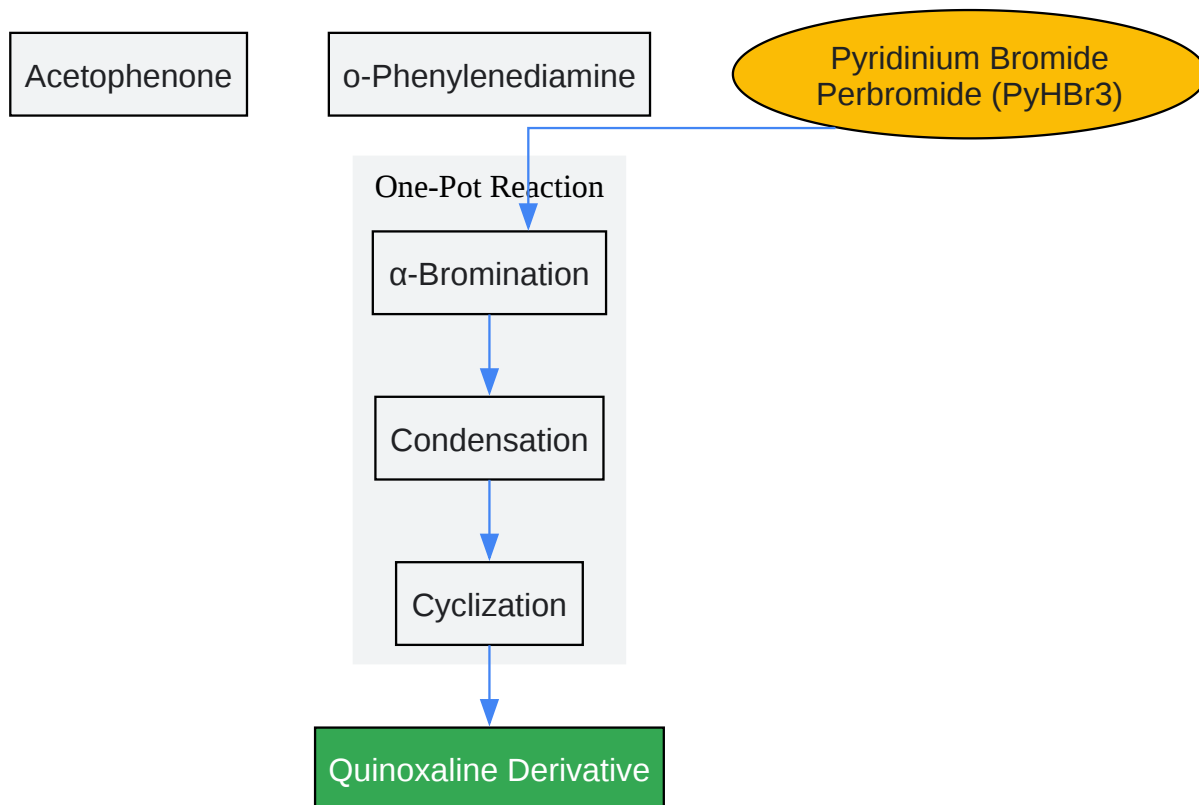 Acetophenone
o-Phenylenediamine
Pyridinium Bromide
Perbromide (PyHBr3)
One-Pot Reaction
α-Bromination
Condensation
Cyclization
Quinoxaline Derivative